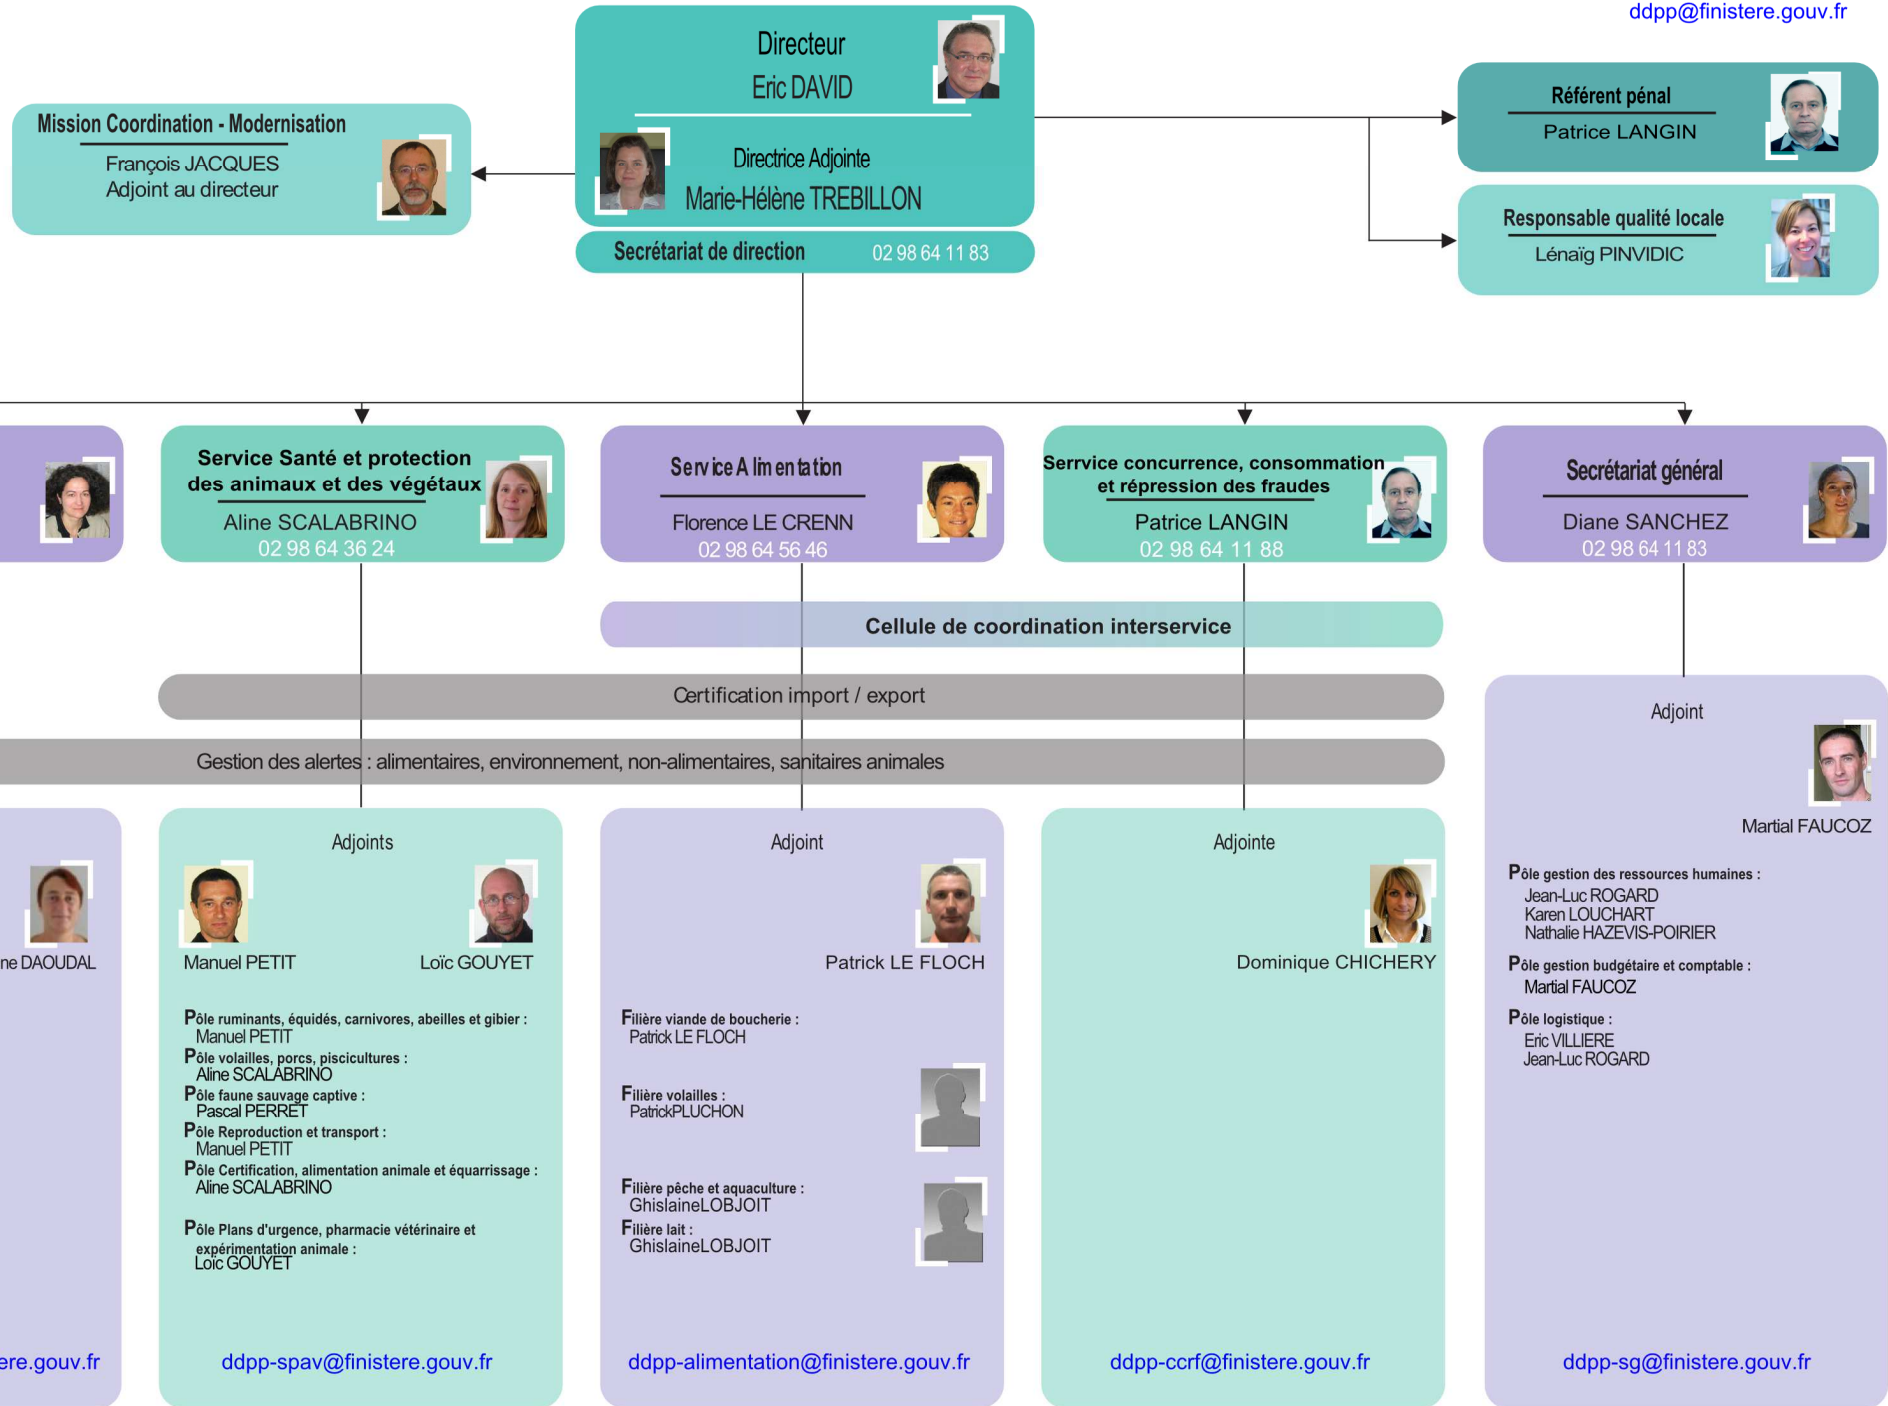 ddpp@finistere.gouv.fr
Directeur
Eric DAVID
Directrice Adjointe
Marie-Hélène TREBILLON
Secrétariat de direction 02 98 64 11 83
Mission Coordination - Modernisation
François JACQUES
Adjoint au directeur
Référent pénal
Patrice LANGIN
Responsable qualité locale
Lénaïg PINVIDIC
Service Santé et protection
des animaux et des végétaux
Aline SCALABRINO
02 98 64 36 24
Service Alimentation
Florence LE CRENN
02 98 64 56 46
Serrvice concurrence, consommation
et répression des fraudes
Patrice LANGIN
02 98 64 11 88
Secrétariat général
Diane SANCHEZ
02 98 64 11 83
Cellule de coordination interservice
Certification import / export
Gestion des alertes : alimentaires, environnement, non-alimentaires, sanitaires animales
ne DAOUDAL
ere.gouv.fr
Adjoints
Manuel PETIT
Loïc GOUYET
Pôle ruminants, équidés, carnivores, abeilles et gibier :
Manuel PETIT
Pôle volailles, porcs, piscicultures :
Aline SCALABRINO
Pôle faune sauvage captive :
Pascal PERRET
Pôle Reproduction et transport :
Manuel PETIT
Pôle Certification, alimentation animale et équarrissage :
Aline SCALABRINO
Pôle Plans d'urgence, pharmacie vétérinaire et
expérimentation animale :
Loïc GOUYET
ddpp-spav@finistere.gouv.fr
Adjoint
Patrick LE FLOCH
Filière viande de boucherie :
Patrick LE FLOCH
Filière volailles :
PatrickPLUCHON
Filière pêche et aquaculture :
GhislaineLOBJOIT
Filière lait :
GhislaineLOBJOIT
ddpp-alimentation@finistere.gouv.fr
Adjointe
Dominique CHICHERY
ddpp-ccrf@finistere.gouv.fr
Adjoint
Martial FAUCOZ
Pôle gestion des ressources humaines :
Jean-Luc ROGARD
Karen LOUCHART
Nathalie HAZEVIS-POIRIER
Pôle gestion budgétaire et comptable :
Martial FAUCOZ
Pôle logistique :
Eric VILLIERE
Jean-Luc ROGARD
ddpp-sg@finistere.gouv.fr